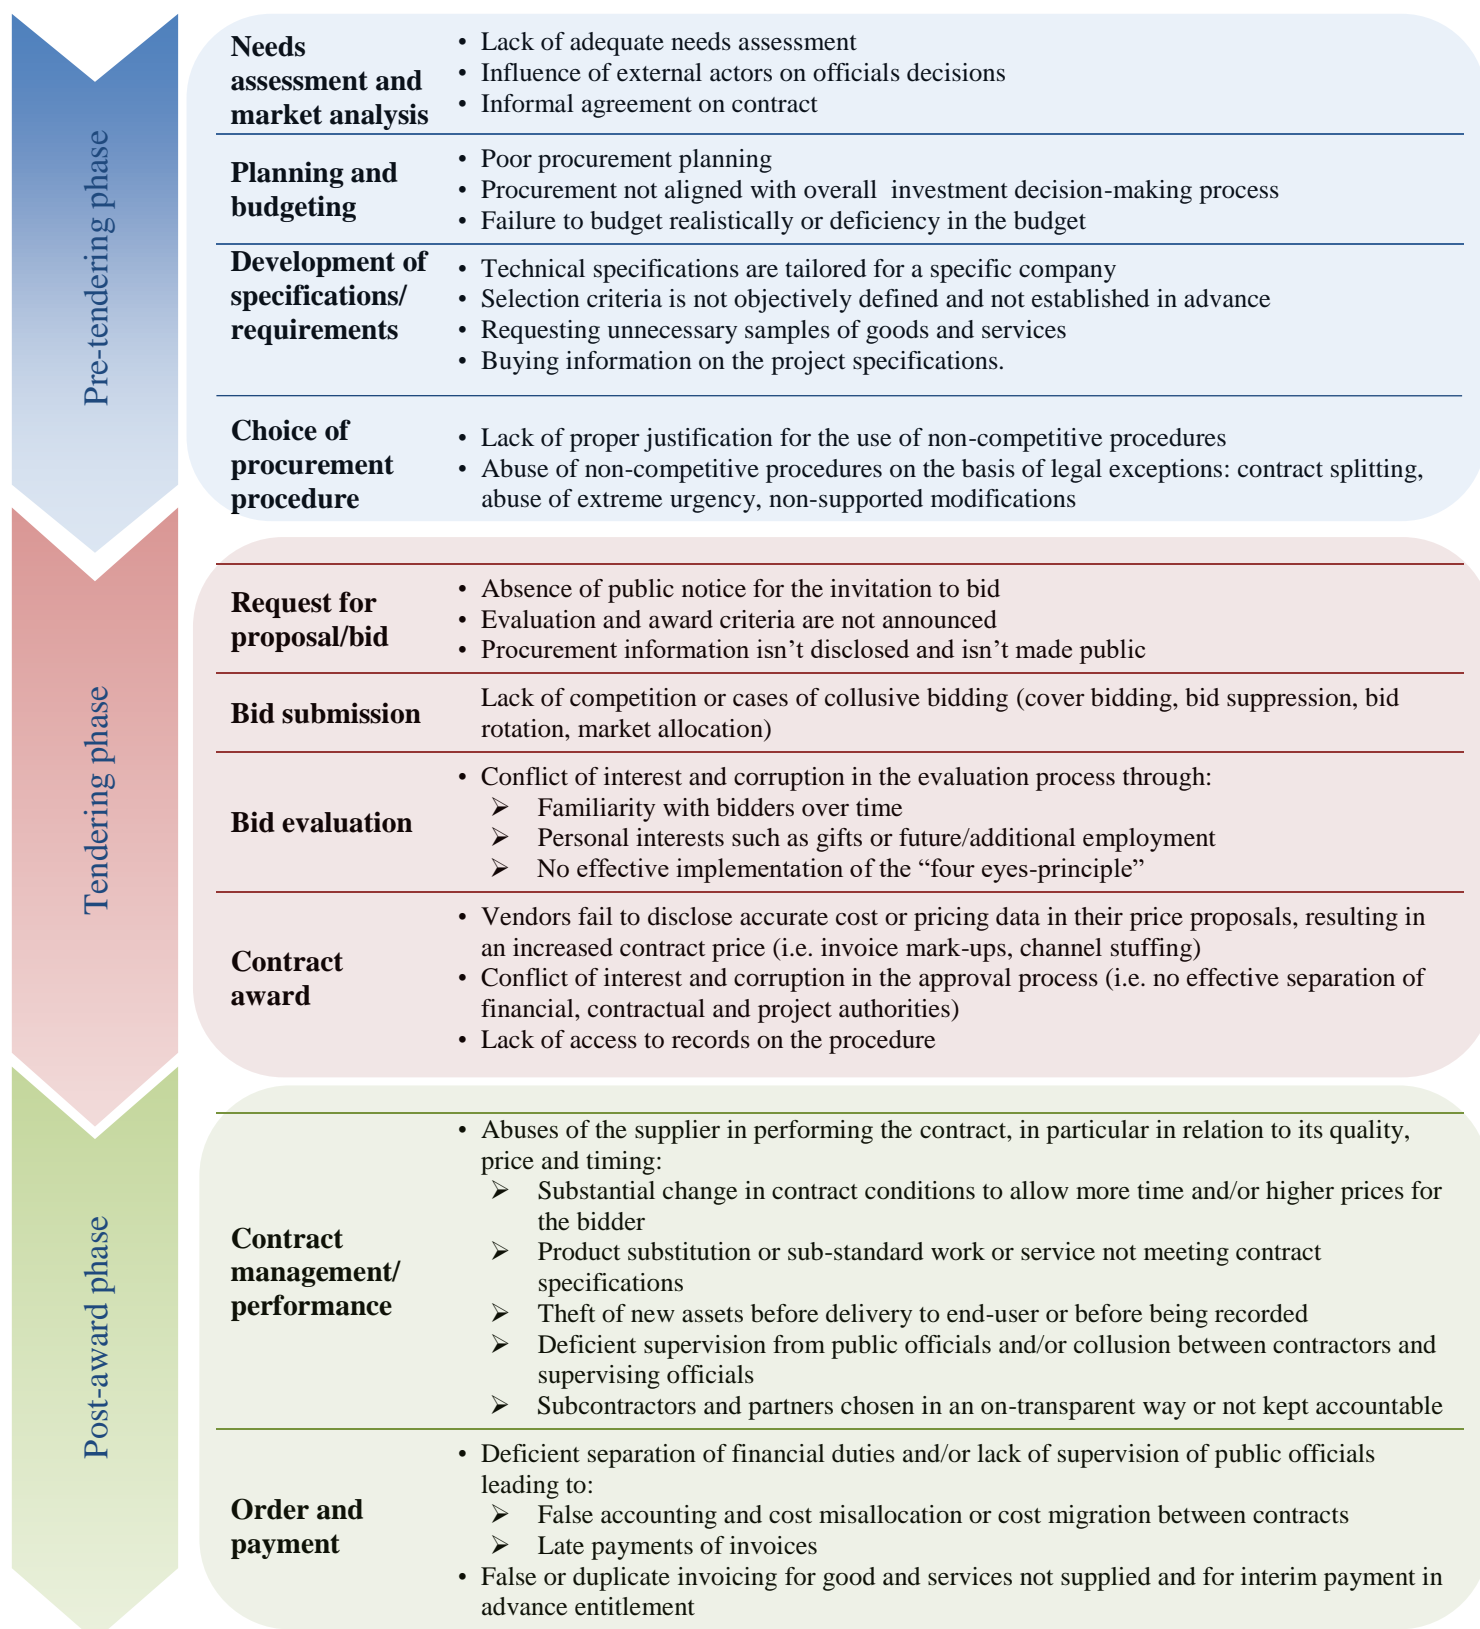 Pre-tendering phase
Needs
assessment and
market analysis
• Lack of adequate needs assessment
• Influence of external actors on officials decisions
• Informal agreement on contract
Planning and
budgeting
• Poor procurement planning
• Procurement not aligned with overall investment decision-making process
• Failure to budget realistically or deficiency in the budget
Development of
specifications/
requirements
• Technical specifications are tailored for a specific company
• Selection criteria is not objectively defined and not established in advance
• Requesting unnecessary samples of goods and services
• Buying information on the project specifications.
Choice of
procurement
procedure
• Lack of proper justification for the use of non-competitive procedures
• Abuse of non-competitive procedures on the basis of legal exceptions: contract splitting,
abuse of extreme urgency, non-supported modifications
Tendering phase
Request for
proposal/bid
• Absence of public notice for the invitation to bid
• Evaluation and award criteria are not announced
• Procurement information isn’t disclosed and isn’t made public
Bid submission
Lack of competition or cases of collusive bidding (cover bidding, bid suppression, bid
rotation, market allocation)
Bid evaluation
• Conflict of interest and corruption in the evaluation process through:
➢ Familiarity with bidders over time
➢ Personal interests such as gifts or future/additional employment
➢ No effective implementation of the “four eyes-principle”
Contract
award
• Vendors fail to disclose accurate cost or pricing data in their price proposals, resulting in
an increased contract price (i.e. invoice mark-ups, channel stuffing)
• Conflict of interest and corruption in the approval process (i.e. no effective separation of
financial, contractual and project authorities)
• Lack of access to records on the procedure
Post-award phase
Contract
management/
performance
• Abuses of the supplier in performing the contract, in particular in relation to its quality,
price and timing:
➢ Substantial change in contract conditions to allow more time and/or higher prices for
the bidder
➢ Product substitution or sub-standard work or service not meeting contract
specifications
➢ Theft of new assets before delivery to end-user or before being recorded
➢ Deficient supervision from public officials and/or collusion between contractors and
supervising officials
➢ Subcontractors and partners chosen in an on-transparent way or not kept accountable
Order and
payment
• Deficient separation of financial duties and/or lack of supervision of public officials
leading to:
➢ False accounting and cost misallocation or cost migration between contracts
➢ Late payments of invoices
• False or duplicate invoicing for good and services not supplied and for interim payment in
advance entitlement